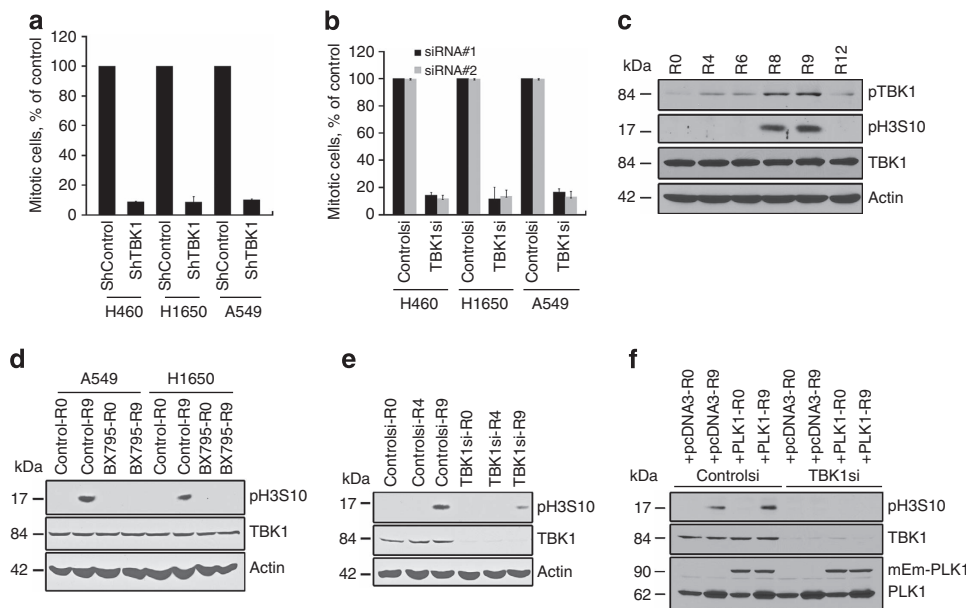 a
Mitotic cells, % of control
120
100
80
60
40
20
0
ShControl
ShTBK1
ShControl
ShTBK1
ShControl
ShTBK1
H460
H1650
A549
b
siRNA#1
siRNA#2
Mitotic cells, % of control
120
100
80
60
40
20
0
Controlsi
TBK1si
Controlsi
TBK1si
Controlsi
TBK1si
H460
H1650
A549
c
kDa
R0
R4
R6
R8
R9
R12
84
pTBK1
17
pH3S10
84
TBK1
42
Actin
d
A549
H1650
Control-R0
Control-R9
BX795-R0
BX795-R9
Control-R0
Control-R9
BX795-R0
BX795-R9
kDa
17
pH3S10
84
TBK1
42
Actin
e
Controlsi-R0
Controlsi-R4
Controlsi-R9
TBK1si-R0
TBK1si-R4
TBK1si-R9
kDa
17
pH3S10
84
TBK1
42
Actin
f
+pcDNA3-R0
+pcDNA3-R9
+PLK1-R0
+PLK1-R9
+pcDNA3-R0
+pcDNA3-R9
+PLK1-R0
+PLK1-R9
kDa
Controlsi
TBK1si
17
pH3S10
84
TBK1
90
mEm-PLK1
62
PLK1